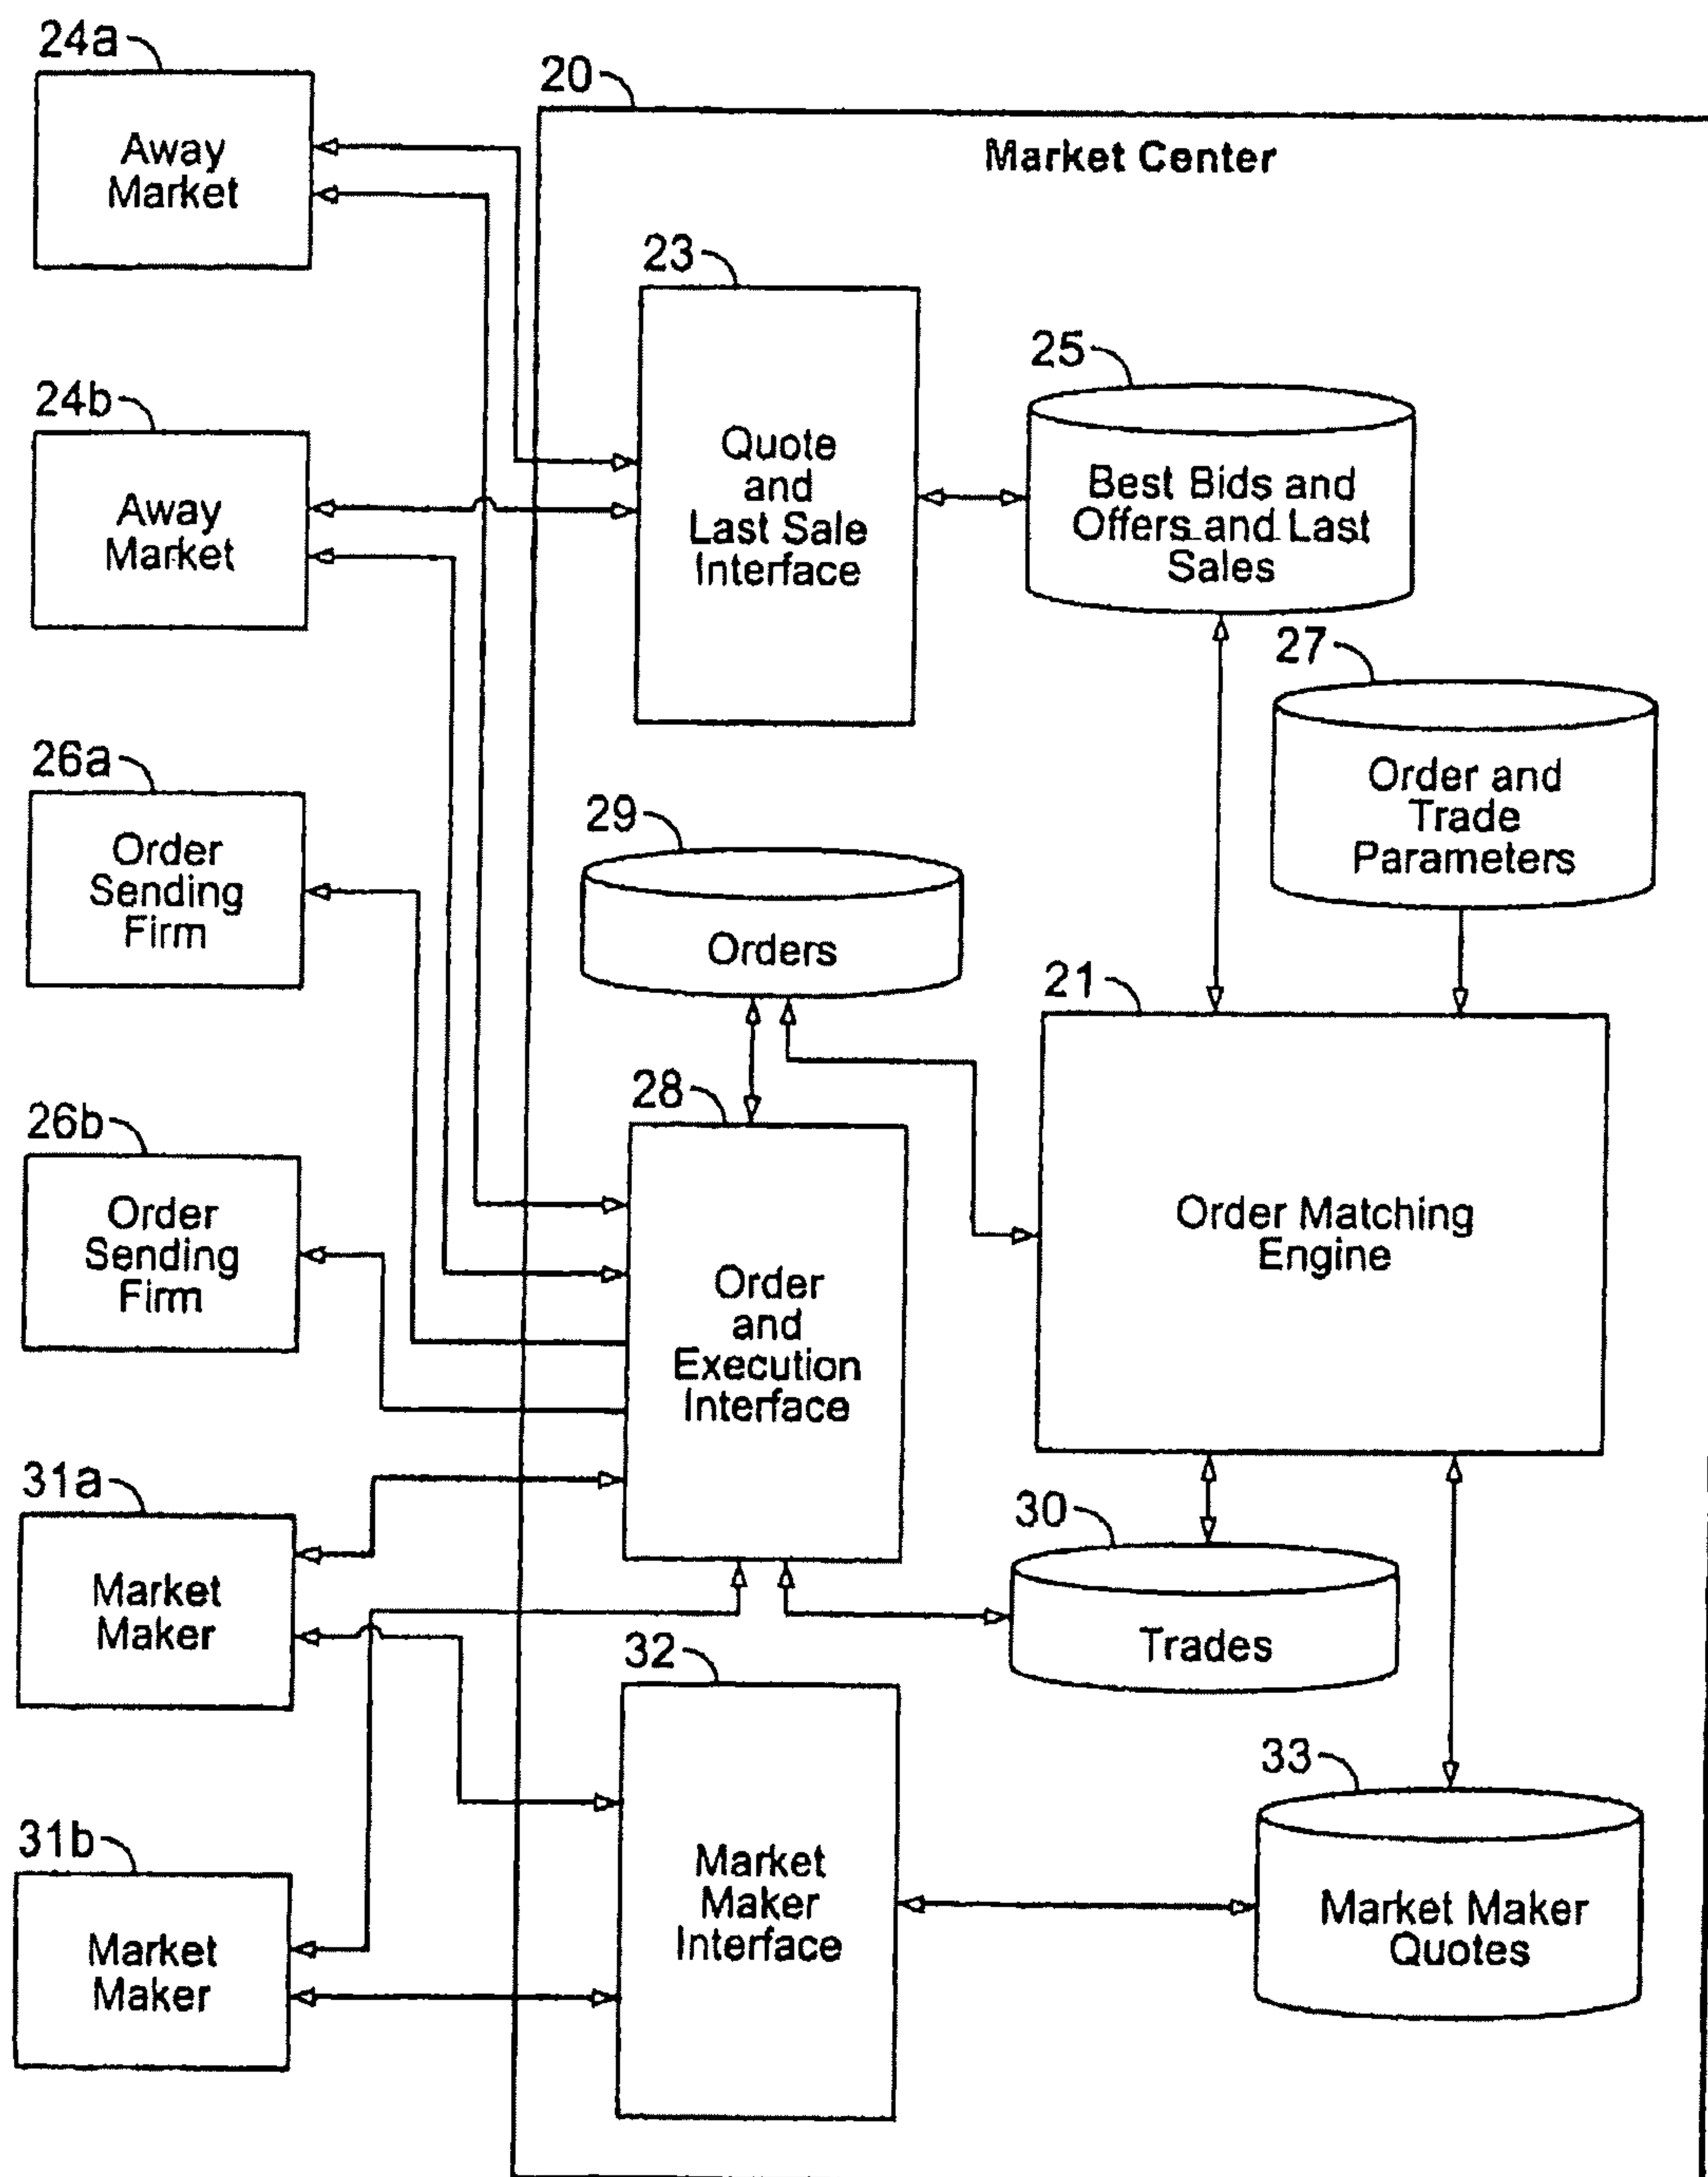 24a
Away
Market
20
Market Center
23
Quote
and
Last Sale
Interface
25
Best Bids and
Offers and Last
Sales
24b
Away
Market
27
Order and
Trade
Parameters
26a
Order
Sending
Firm
29
Orders
21
Order Matching
Engine
26b
Order
Sending
Firm
28
Order
and
Execution
Interface
31a
Market
Maker
30
Trades
32
Market
Maker
Interface
33
Market Maker
Quotes
31b
Market
Maker